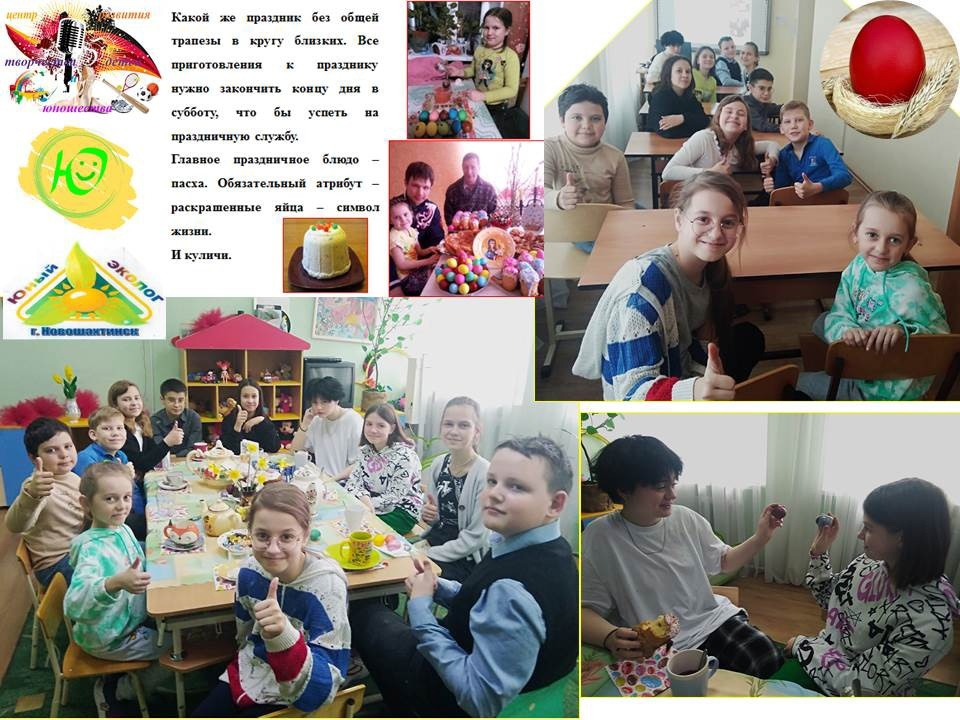 центр развития
творчества детей
и
юношества
Какой же праздник без общей
трапезы в кругу близких. Все
приготовления к празднику
нужно закончить концу дня в
субботу, что бы успеть на
праздничную службу.
Главное праздничное блюдо –
пасха. Обязательный атрибут –
раскрашенные яйца – символ
жизни.
И куличи.
Ю
Юный эколог
г. Новошахтинск